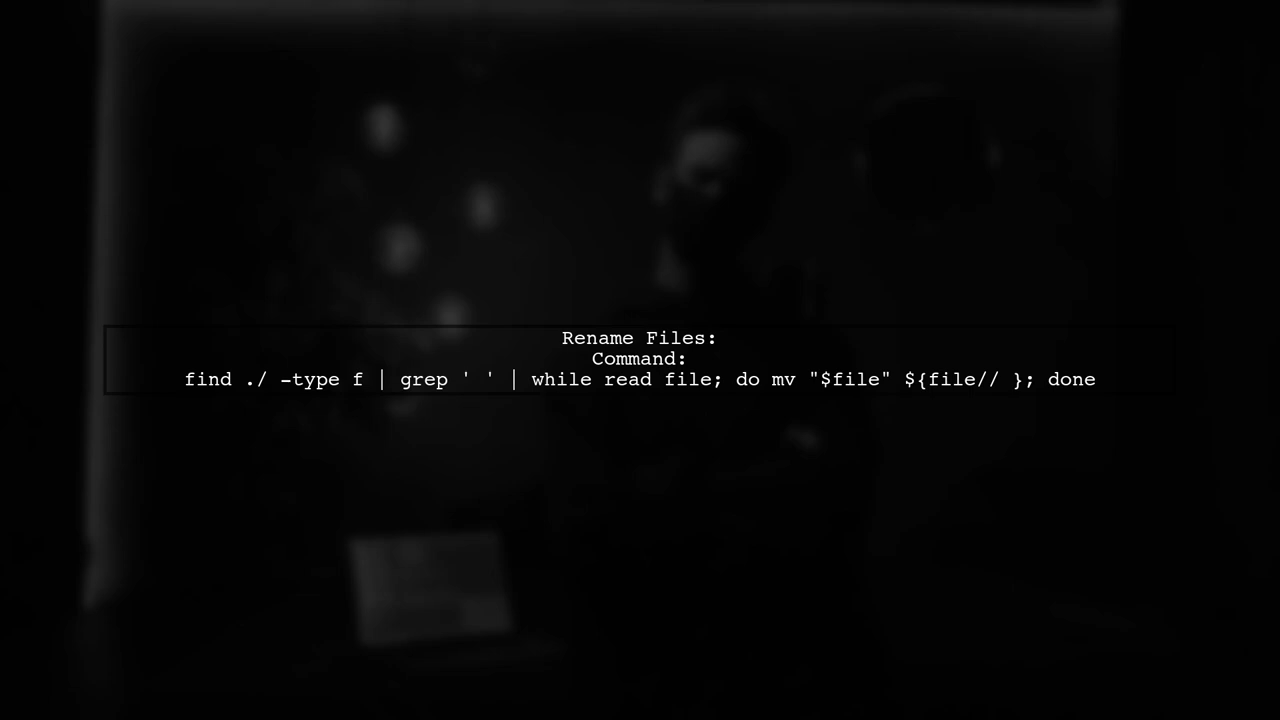 Rename Files:
Command:
find ./ -type f | grep ' ' | while read file; do mv "$file" ${file// }; done